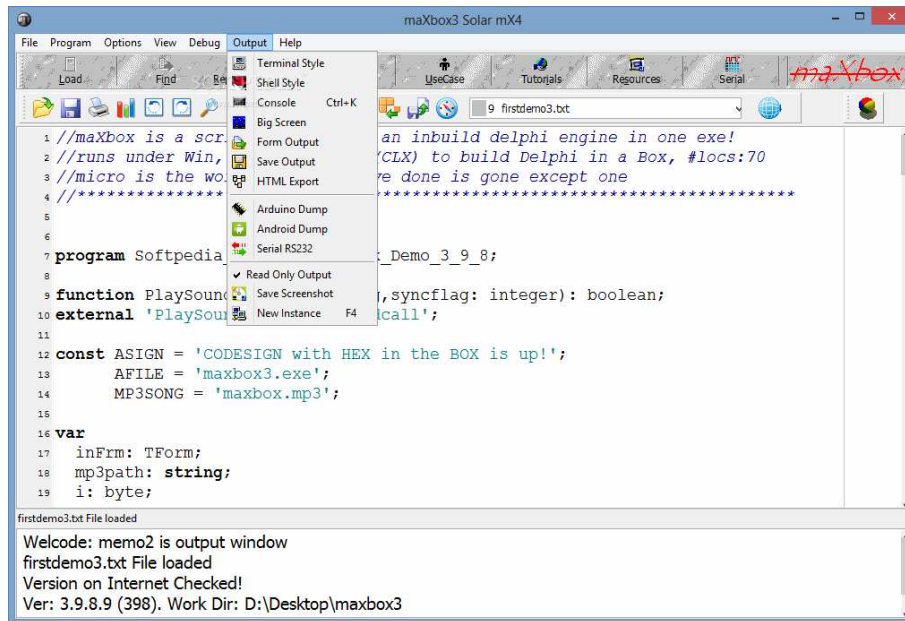 maXbox3 Solar mX4
File Program Options View Debug Output Help
Load Find Re UseCase Tutorials Resources Serial maXbox
Terminal Style
Shell Style
Console Ctrl+K
Big Screen
Form Output
Save Output
HTML Export
Arduino Dump
Android Dump
Serial RS232
Read Only Output
Save Screenshot
New Instance F4
9 firstdemo3.txt
1 //maXbox is a scr an inbuild delphi engine in one exe!
2 //runs under Win, (CLX) to build Delphi in a Box, #locs:70
3 //micro is the wo ve done is gone except one
4 //****************************************************************************
5
6
7 program Softpedia_ _Demo_3_9_8;
8
9 function PlaySoun ,syncflag: integer): boolean;
10 external 'PlaySou dcall';
11
12 const ASIGN = 'CODESIGN with HEX in the BOX is up!';
13 AFILE = 'maxbox3.exe';
14 MP3SONG = 'maxbox.mp3';
15
16 var
17 inFrm: TForm;
18 mp3path: string;
19 i: byte;
firstdemo3.txt File loaded
Welcode: memo2 is output window
firstdemo3.txt File loaded
Version on Internet Checked!
Ver: 3.9.8.9 (398). Work Dir: D:\Desktop\maxbox3